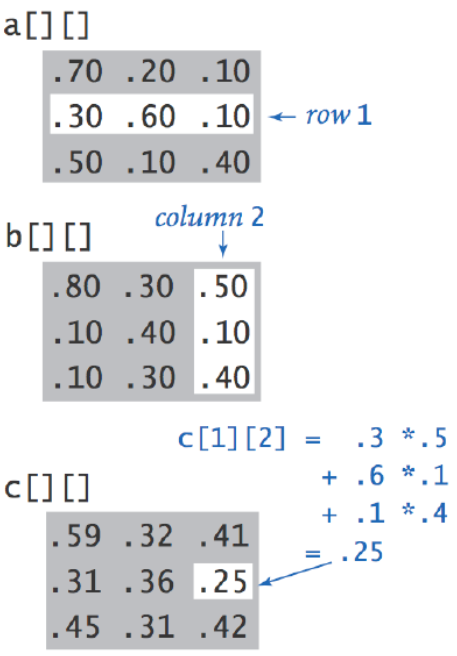 a[][]
.70 .20 .10
.30 .60 .10 ← row 1
.50 .10 .40
column 2
b[][]
.80 .30 .50
.10 .40 .10
.10 .30 .40
c[1][2] = .3 *.5
+ .6 *.1
+ .1 *.4
= .25
c[][]
.59 .32 .41
.31 .36 .25
.45 .31 .42